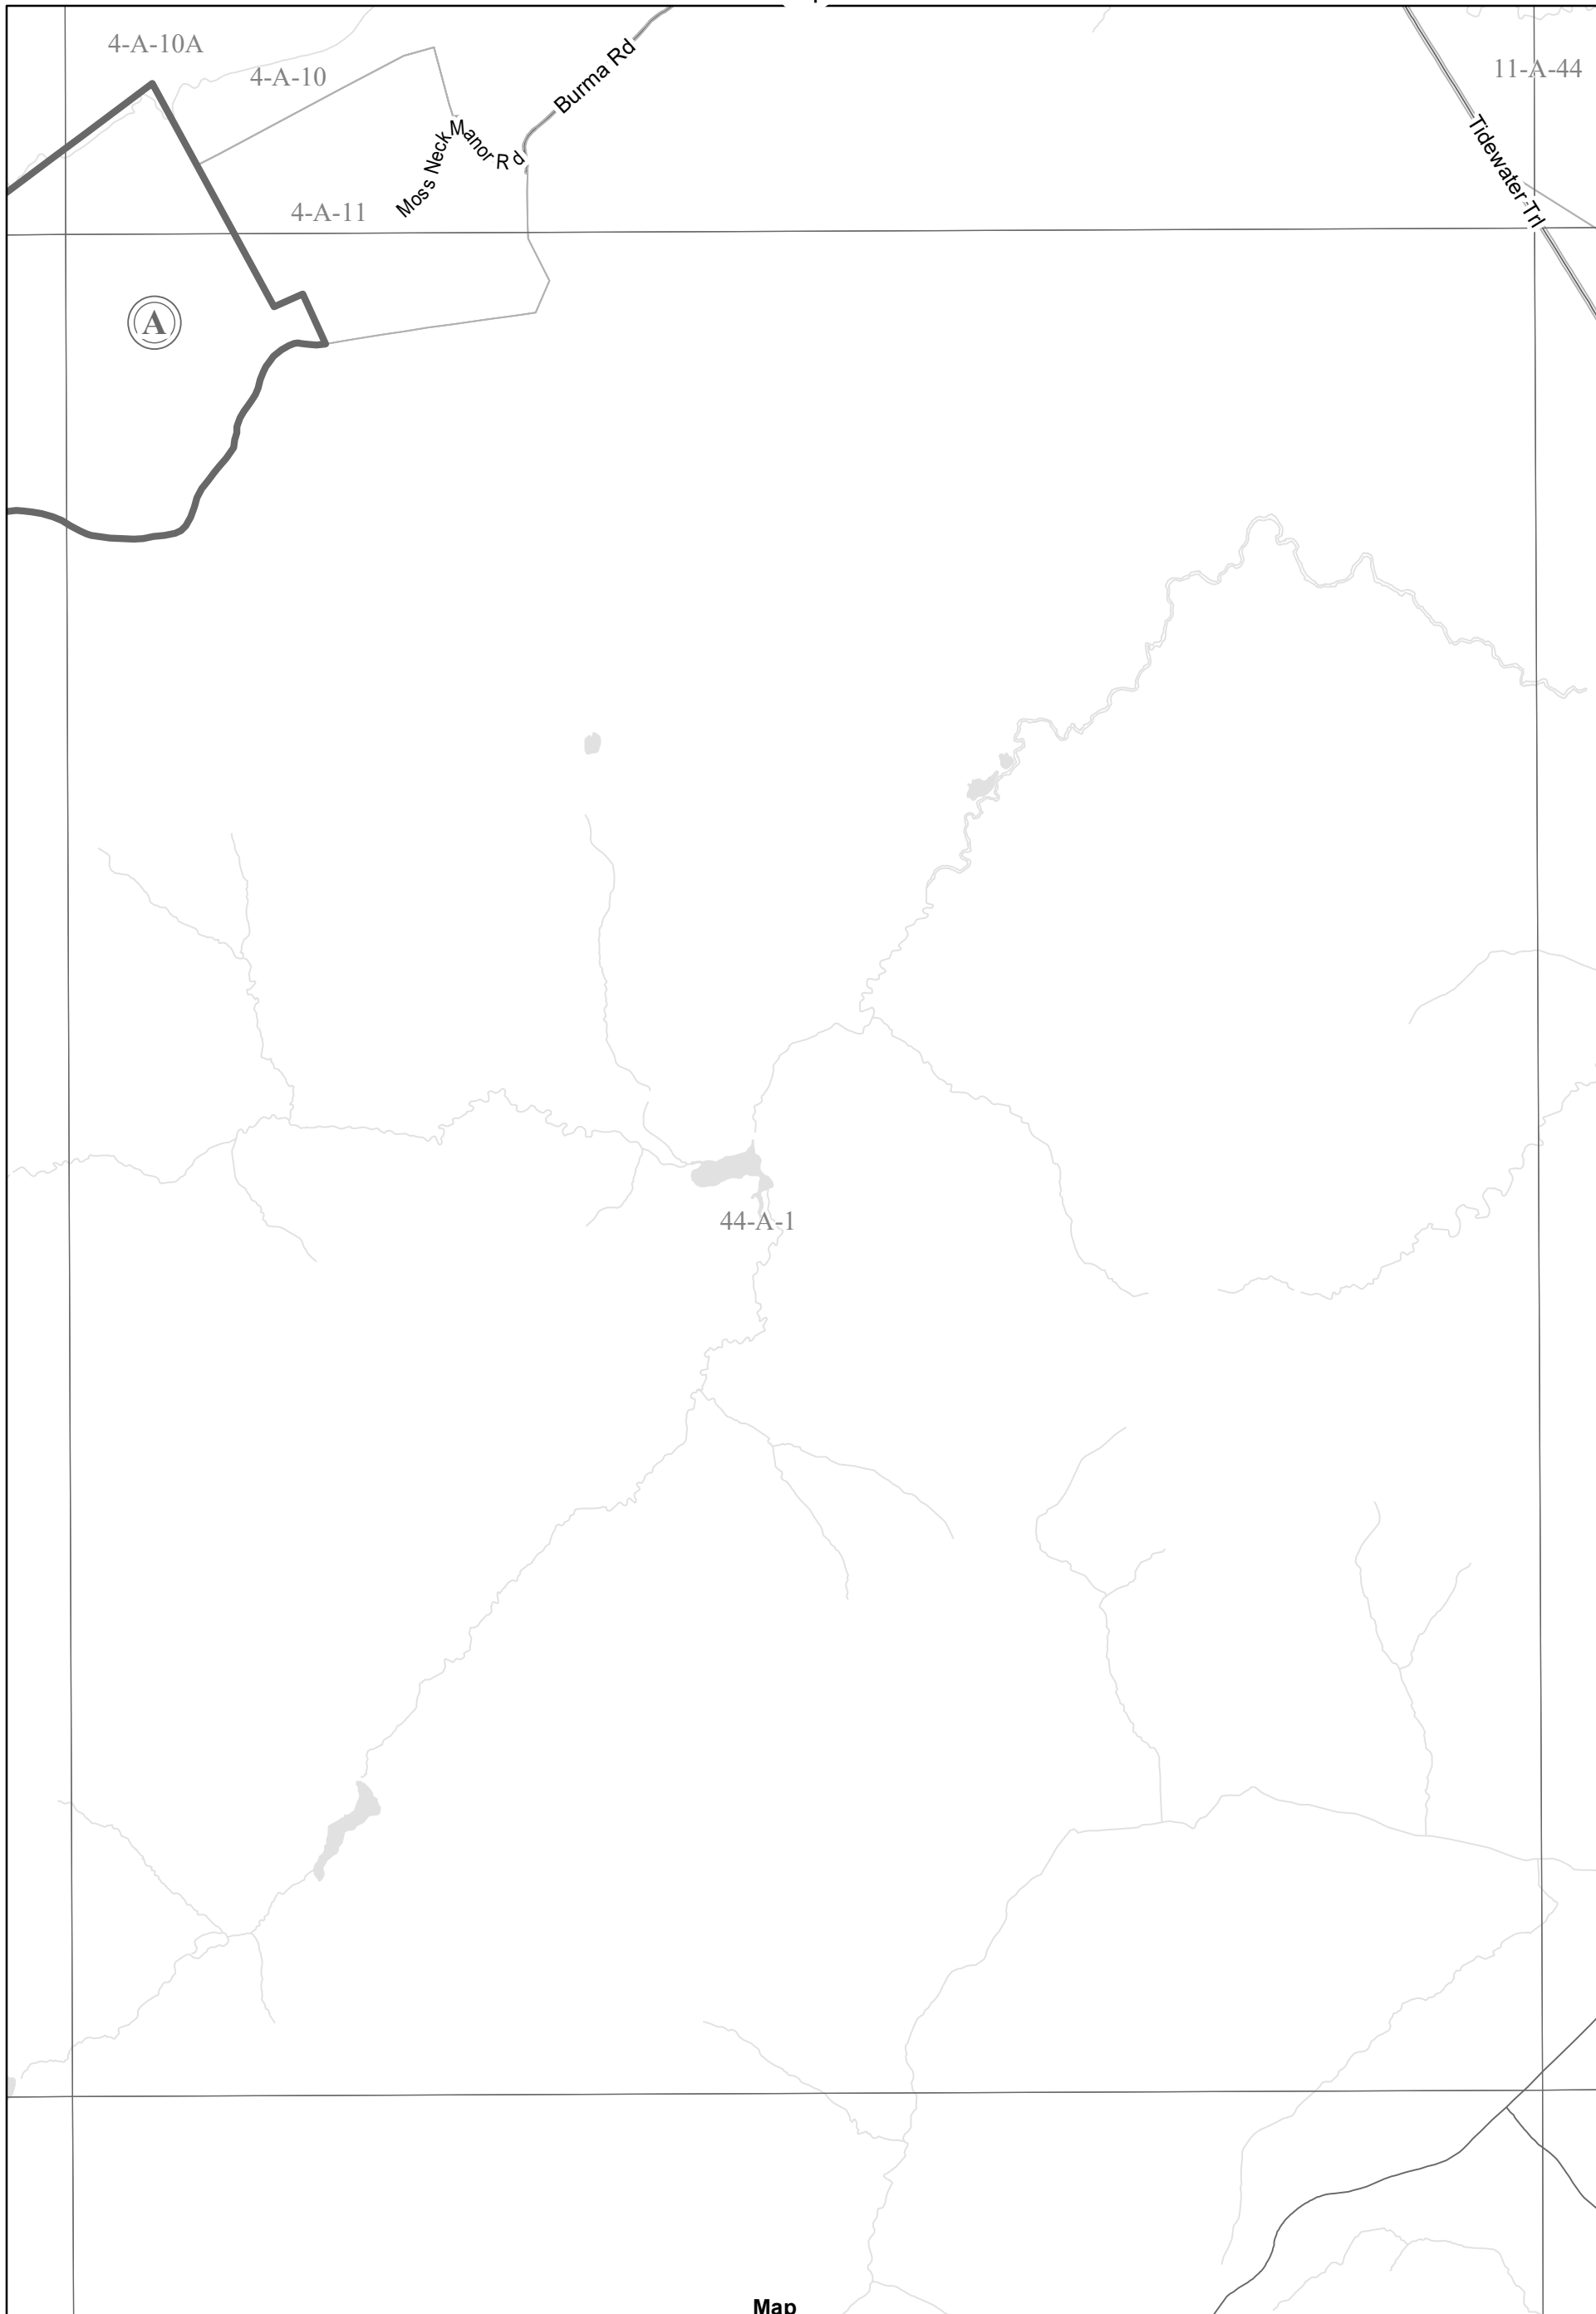 4-A-10A
4-A-10
Burma Rd
11-A-44
Moss Neck Manor Rd
Tidewater Trl
4-A-11
A
44-A-1
Map